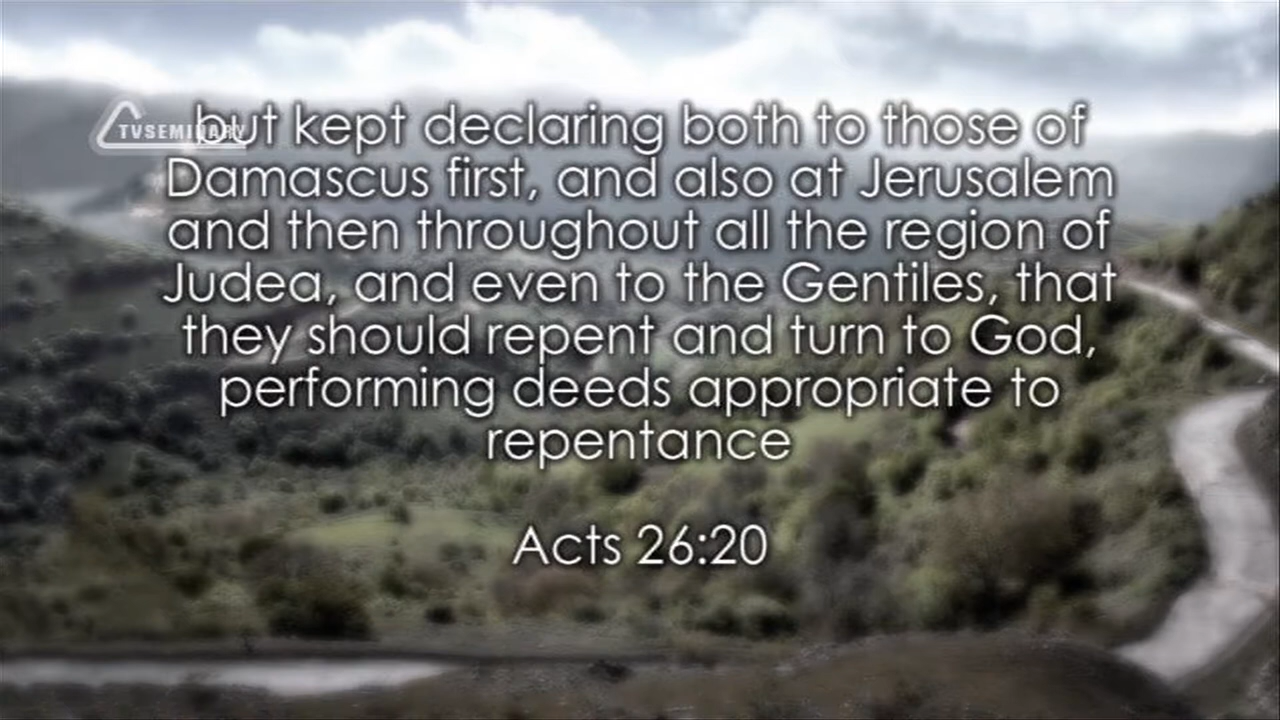 TVSEMINARY
but kept declaring both to those of
Damascus first, and also at Jerusalem
and then throughout all the region of
Judea, and even to the Gentiles, that
they should repent and turn to God,
performing deeds appropriate to
repentance
Acts 26:20